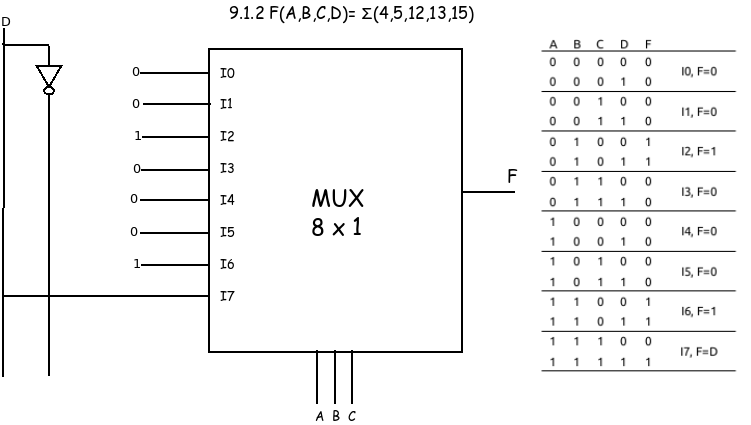 9.1.2 F(A,B,C,D)= Σ(4,5,12,13,15)
D
0 I0
0 I1
1 I2
0 I3
0 I4
0 I5
1 I6
I7
MUX
8 x 1
F
A B C
A B C D F
0 0 0 0 0
0 0 0 1 0
I0, F=0
0 0 1 0 0
0 0 1 1 0
I1, F=0
0 1 0 0 1
0 1 0 1 1
I2, F=1
0 1 1 0 0
0 1 1 1 0
I3, F=0
1 0 0 0 0
1 0 0 1 0
I4, F=0
1 0 1 0 0
1 0 1 1 0
I5, F=0
1 1 0 0 1
1 1 0 1 1
I6, F=1
1 1 1 0 0
1 1 1 1 1
I7, F=D